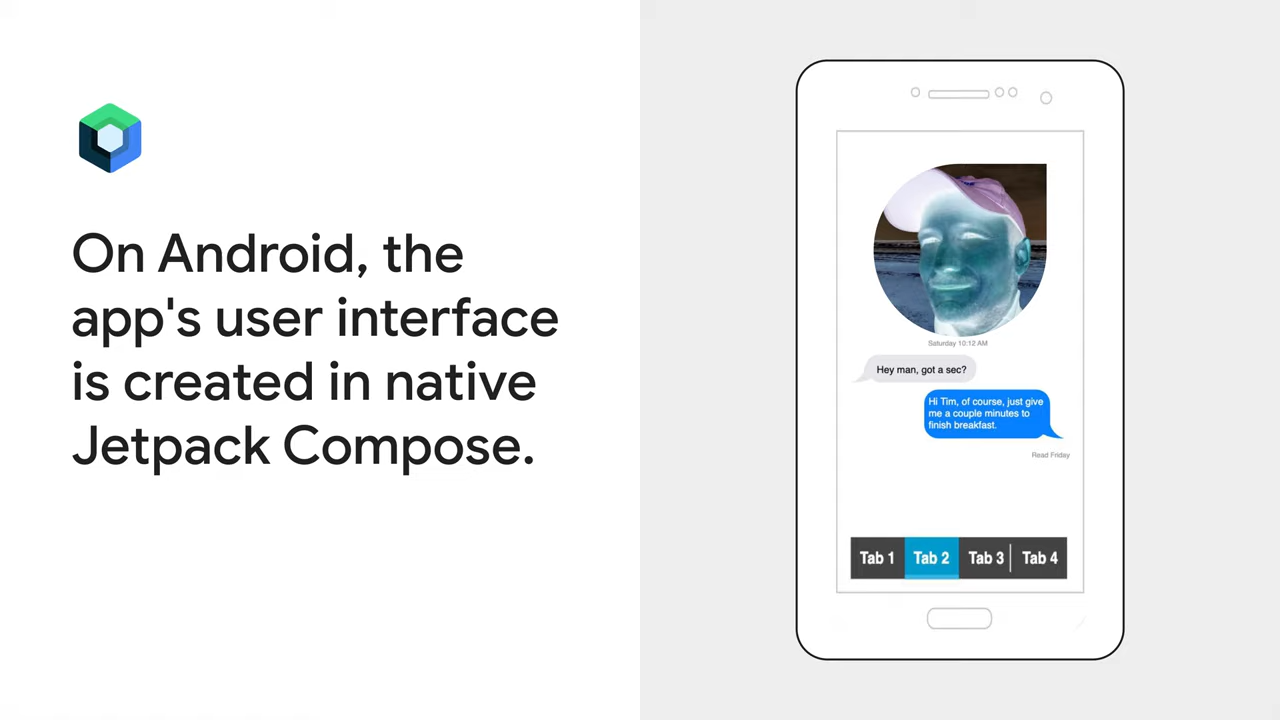 On Android, the
app's user interface
is created in native
Jetpack Compose.
Saturday 10:12 AM
Hey man, got a sec?
Hi Tim, of course, just give
me a couple minutes to
finish breakfast.
Read Friday
Tab 1 Tab 2 Tab 3 Tab 4